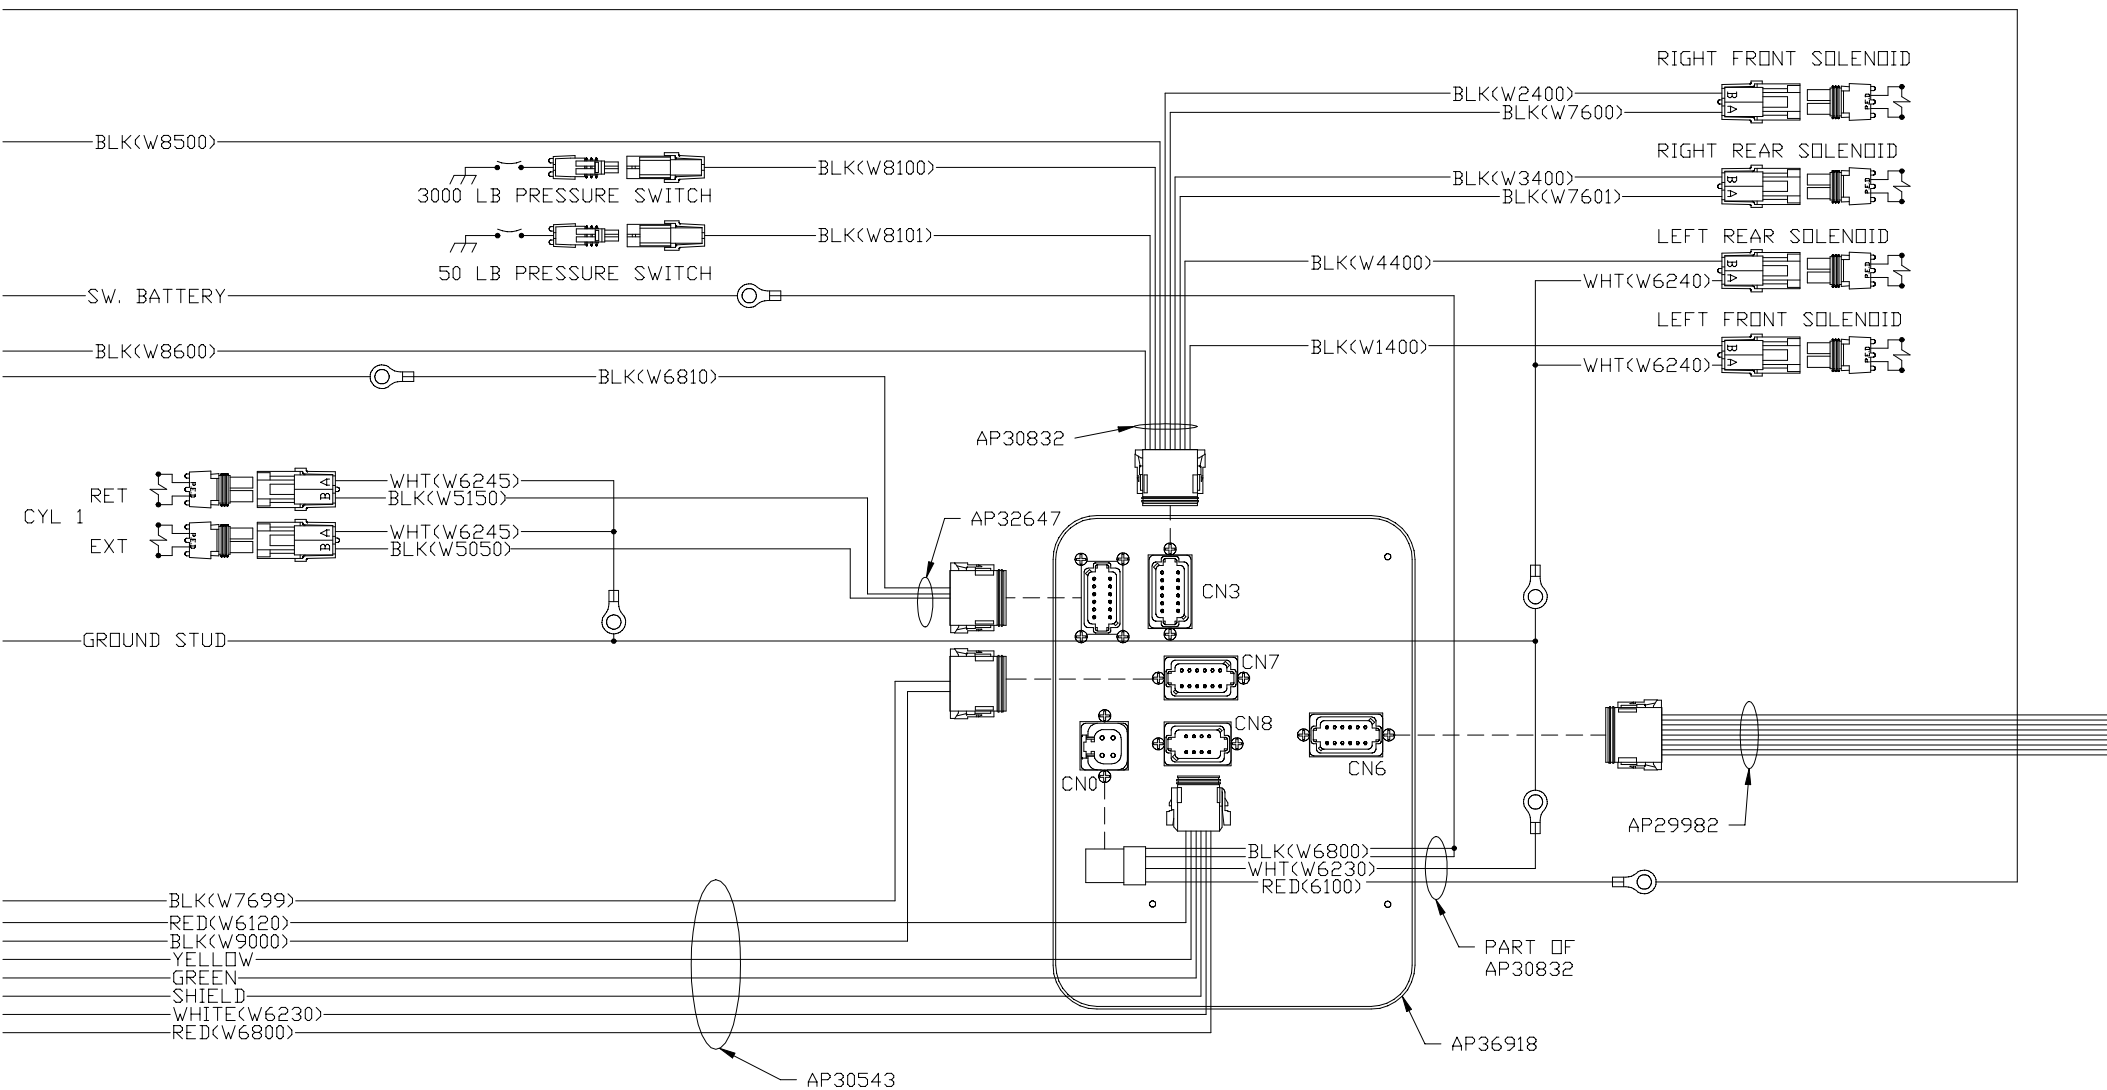 RIGHT FRONT SOLENOID
BLK(W2400)
B
A
BLK(W7600)
BLK(W8500)
RIGHT REAR SOLENOID
BLK(W8100)
BLK(W3400)
B
A
3000 LB PRESSURE SWITCH
BLK(W7601)
BLK(W8101)
LEFT REAR SOLENOID
BLK(W4400)
B
A
50 LB PRESSURE SWITCH
WHT(W6240)
SW. BATTERY
LEFT FRONT SOLENOID
BLK(W8600)
BLK(W1400)
B
A
WHT(W6240)
BLK(W6810)
AP30832
WHT(W6245)
A
RET
BLK(W5150)
B
CYL 1
AP32647
WHT(W6245)
A
EXT
BLK(W5050)
B
CN3
GROUND STUD
CN7
CN8
CN6
CN0
AP29982
BLK(W6800)
WHT(W6230)
RED(6100)
BLK(W7699)
RED(W6120)
BLK(W9000)
YELLOW
GREEN
SHIELD
WHITE(W6230)
RED(W6800)
PART OF
AP30832
AP36918
AP30543